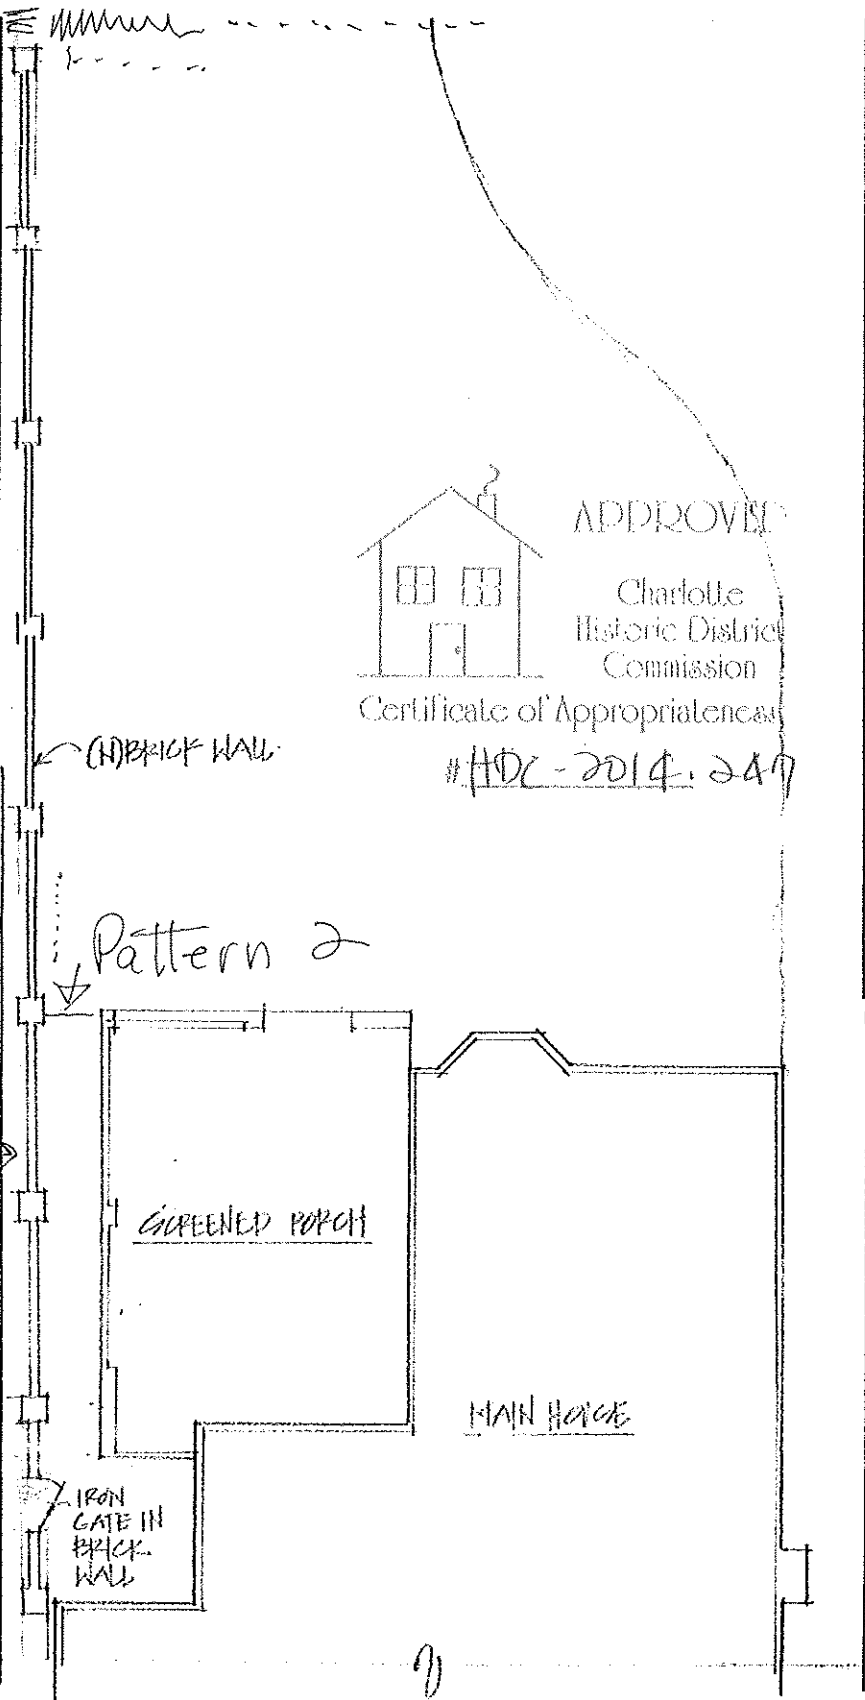 APPROVED
Charlotte
Historic District
Commission
Certificate of Appropriateness
#HDC-2014.247
(N)BRICK WALL
Pattern 2
SCREENED PORCH
MAIN HOUSE
IRON
GATE IN
BRICK
WALL